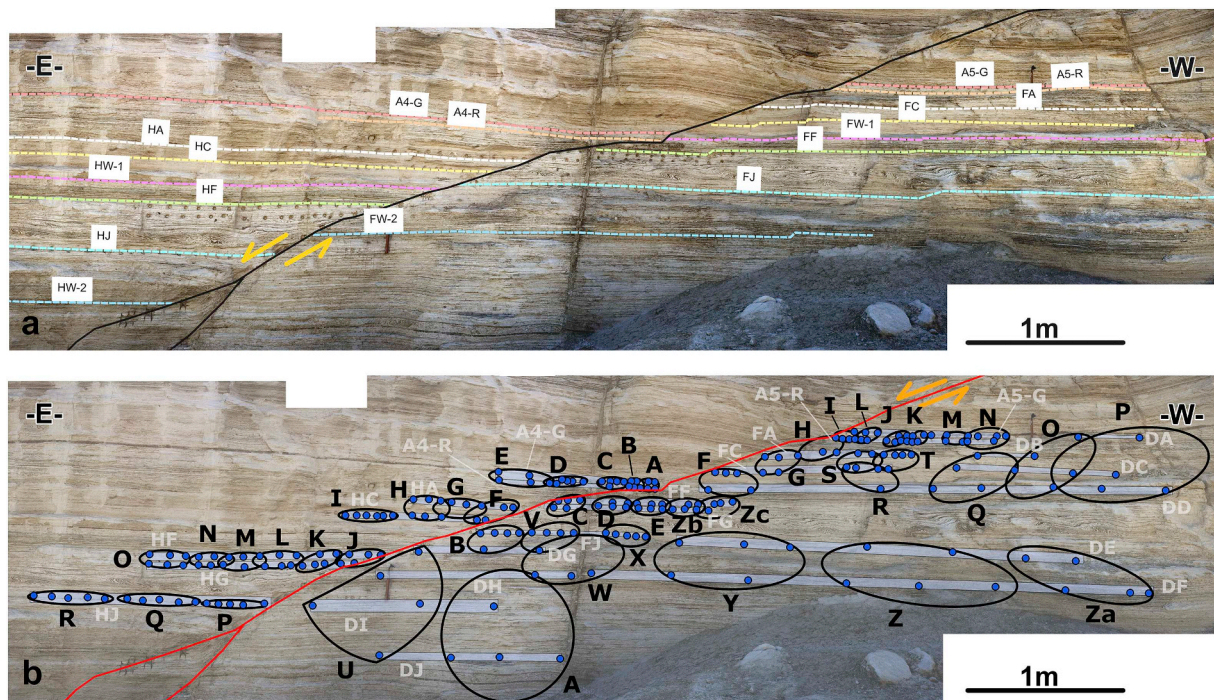 -E-
-W-
A5-G
A5-R
FA
A4-G
A4-R
FC
HA
FW-1
HC
FF
HW-1
FJ
HF
FW-2
HJ
HW-2
a
1m
-E-
-W-
A5-R
I
L
J
K
M
N
A5-G
O
P
A4-R
A4-G
FA
H
DB
DA
E
D
C
B
A
F
FC
G
S
T
DC
I
HC
H
HA
G
F
FF
R
Q
DD
V
C
D
E
Zb
FG
Zc
O
HF
N
M
L
K
J
B
DG
FJ
X
DE
HG
DH
W
Y
Z
DF
Za
R
HJ
Q
P
DI
U
DJ
A
b
1m